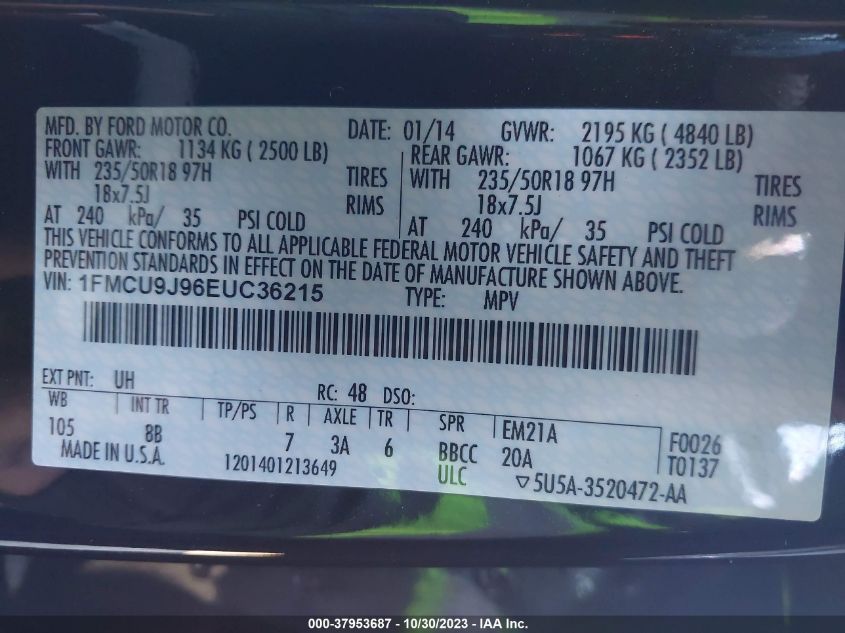 MFD. BY FORD MOTOR CO. DATE: 01/14 GVWR: 2195 KG ( 4840 LB)
FRONT GAWR: 1134 KG ( 2500 LB) REAR GAWR: 1067 KG ( 2352 LB)
WITH 235/50R18 97H TIRES WITH 235/50R18 97H TIRES
18x7.5J RIMS 18x7.5J RIMS
AT 240 kPa/ 35 PSI COLD AT 240 kPa/ 35 PSI COLD
THIS VEHICLE CONFORMS TO ALL APPLICABLE FEDERAL MOTOR VEHICLE SAFETY AND THEFT
PREVENTION STANDARDS IN EFFECT ON THE DATE OF MANUFACTURE SHOWN ABOVE.
VIN: 1FMCU9J96EUC36215 TYPE: MPV
EXT PNT: UH RC: 48 DSO:
WB INT TR TP/PS R AXLE TR SPR EM21A F0026
105 8B 7 3A 6 BBCC 20A T0137
MADE IN U.S.A. 1201401213649 ULC ▽5U5A-3520472-AA
000-37953687 - 10/30/2023 - IAA Inc.